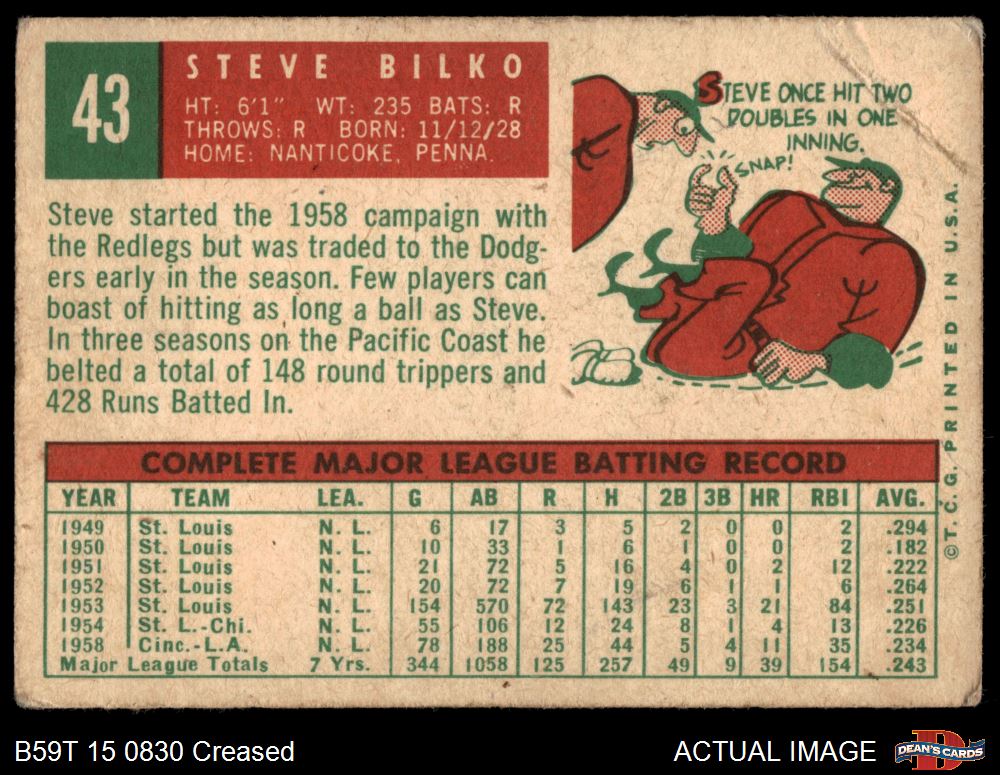 43
STEVE BILKO
HT: 6'1" WT: 235 BATS: R
THROWS: R BORN: 11/12/28
HOME: NANTICOKE, PENNA.
STEVE ONCE HIT TWO
DOUBLES IN ONE
INNING.
SNAP!
Steve started the 1958 campaign with
the Redlegs but was traded to the Dodg-
ers early in the season. Few players can
boast of hitting as long a ball as Steve.
In three seasons on the Pacific Coast he
belted a total of 148 round trippers and
428 Runs Batted In.
©T. C. G. PRINTED IN U.S.A.
COMPLETE MAJOR LEAGUE BATTING RECORD
YEAR TEAM LEA. G AB R H 2B 3B HR RBI AVG.
1949 St. Louis N. L. 6 17 3 5 2 0 0 2 .294
1950 St. Louis N. L. 10 33 1 6 1 0 0 2 .182
1951 St. Louis N. L. 21 72 5 16 4 0 2 12 .222
1952 St. Louis N. L. 20 72 7 19 6 1 1 6 .264
1953 St. Louis N. L. 154 570 72 143 23 3 21 84 .251
1954 St. L.-Chi. N. L. 55 106 12 24 8 1 4 13 .226
1958 Cinc.-L.A. N. L. 78 188 25 44 5 4 11 35 .234
Major League Totals 7 Yrs. 344 1058 125 257 49 9 39 154 .243
B59T 15 0830 Creased
ACTUAL IMAGE
D
DEAN'S CARDS